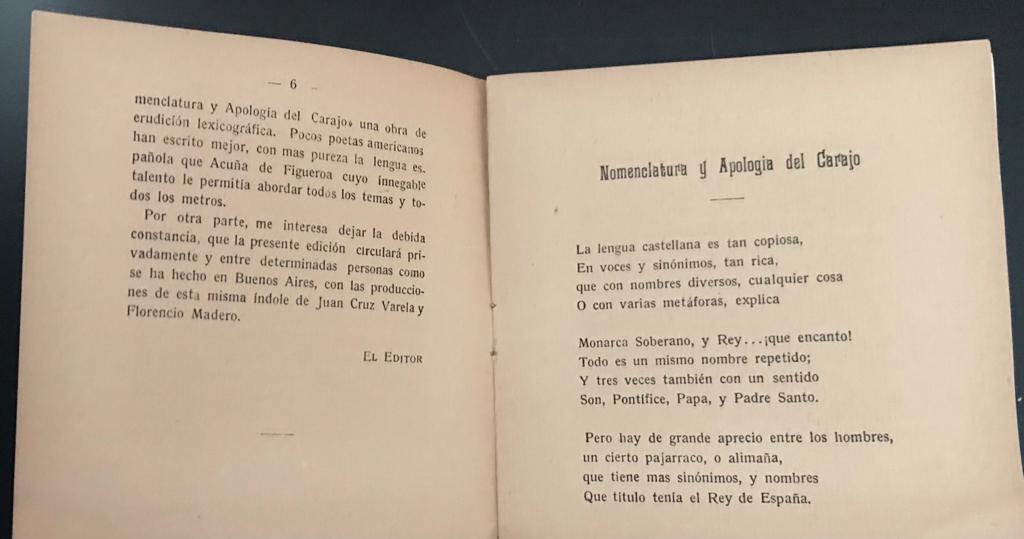 — 6 -
menclatura y Apología del Carajo» una obra de
erudición lexicográfica. Pocos poetas americanos
han escrito mejor, con mas pureza la lengua es-
pañola que Acuña de Figueroa cuyo innegable
talento le permitía abordar todos los temas y to-
dos los metros.
Por otra parte, me interesa dejar la debida
constancia, que la presente edición circulará pri-
vadamente y entre determinadas personas como
se ha hecho en Buenos Aires, con las produccio-
nes de esta misma índole de Juan Cruz Varela y
Florencio Madero.
EL EDITOR
Nomenclatura y Apologia del Carajo
La lengua castellana es tan copiosa,
En voces y sinónimos, tan rica,
que con nombres diversos, cualquier cosa
O con varias metáforas, explica
Monarca Soberano, y Rey...¡que encanto!
Todo es un mismo nombre repetido;
Y tres veces también con un sentido
Son, Pontífice, Papa, y Padre Santo.
Pero hay de grande aprecio entre los hombres,
un cierto pajarraco, o alimaña,
que tiene mas sinónimos, y nombres
Que titulo tenía el Rey de España.